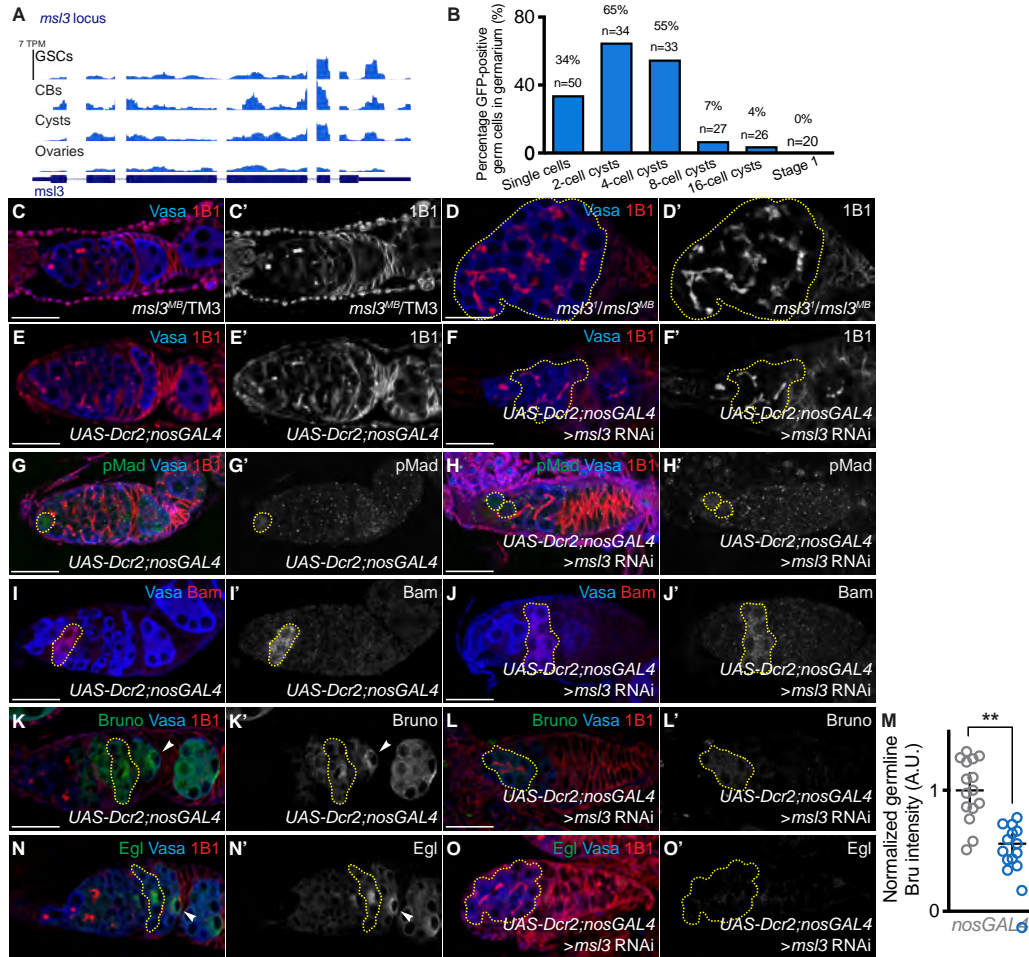 A
msl3 locus
7 TPM
GSCs
CBs
Cysts
Ovaries
msl3
B
Percentage GFP-positive
germ cells in germarium (%)
80
40
0
34%
n=50
65%
n=34
55%
n=33
7%
n=27
4%
n=26
0%
n=20
Single cells
2-cell cysts
4-cell cysts
8-cell cysts
16-cell cysts
Stage 1
C
Vasa 1B1
msl3MB/TM3
C'
1B1
D
Vasa 1B1
msl31/msl3MB
D'
1B1
E
Vasa 1B1
UAS-Dcr2;nosGAL4
E'
1B1
UAS-Dcr2;nosGAL4
F
Vasa 1B1
UAS-Dcr2;nosGAL4
>msl3 RNAi
F'
1B1
UAS-Dcr2;nosGAL4
>msl3 RNAi
G
pMad Vasa 1B1
UAS-Dcr2;nosGAL4
G'
pMad
UAS-Dcr2;nosGAL4
H
pMad Vasa 1B1
UAS-Dcr2;nosGAL4
>msl3 RNAi
H'
pMad
UAS-Dcr2;nosGAL4
>msl3 RNAi
I
Vasa Bam
UAS-Dcr2;nosGAL4
I'
Bam
UAS-Dcr2;nosGAL4
J
Vasa Bam
UAS-Dcr2;nosGAL4
>msl3 RNAi
J'
Bam
UAS-Dcr2;nosGAL4
>msl3 RNAi
K
Bruno Vasa 1B1
UAS-Dcr2;nosGAL4
K'
Bruno
UAS-Dcr2;nosGAL4
L
Bruno Vasa 1B1
UAS-Dcr2;nosGAL4
>msl3 RNAi
L'
Bruno
UAS-Dcr2;nosGAL4
>msl3 RNAi
M
**
Normalized germline
Bru intensity (A.U.)
1
0
nosGAL4
N
Egl Vasa 1B1
UAS-Dcr2;nosGAL4
N'
Egl
UAS-Dcr2;nosGAL4
O
Egl Vasa 1B1
UAS-Dcr2;nosGAL4
>msl3 RNAi
O'
Egl
UAS-Dcr2;nosGAL4
>msl3 RNAi